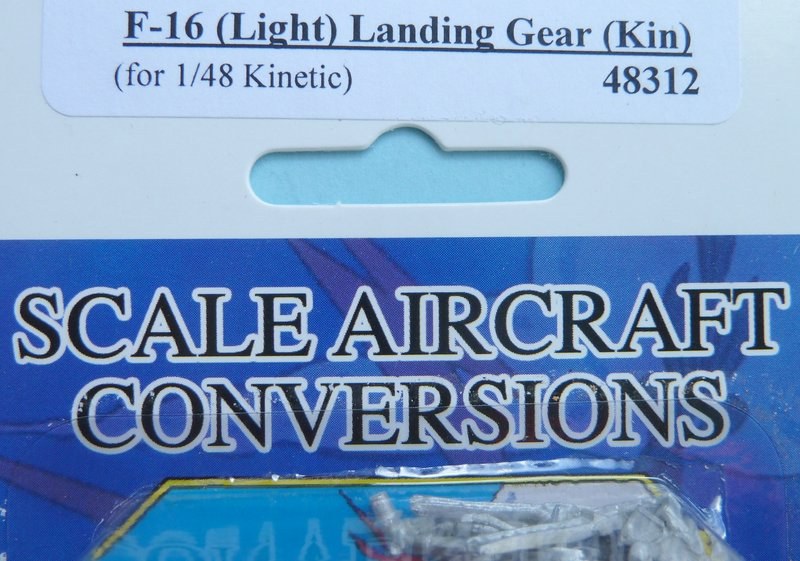 F-16 (Light) Landing Gear (Kin)
(for 1/48 Kinetic) 48312
SCALE AIRCRAFT
CONVERSIONS